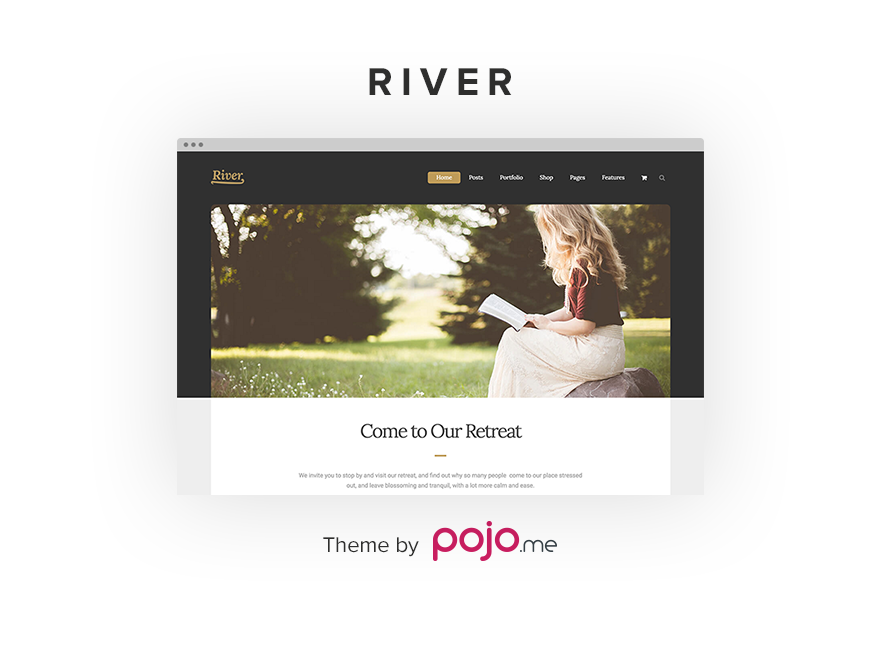 RIVER
River
Home Posts Portfolio Shop Pages Features
Come to Our Retreat
We invite you to stop by and visit our retreat, and find out why so many people come to our place stressed
out, and leave blossoming and tranquil, with a lot more calm and ease.
Theme by pojo.me